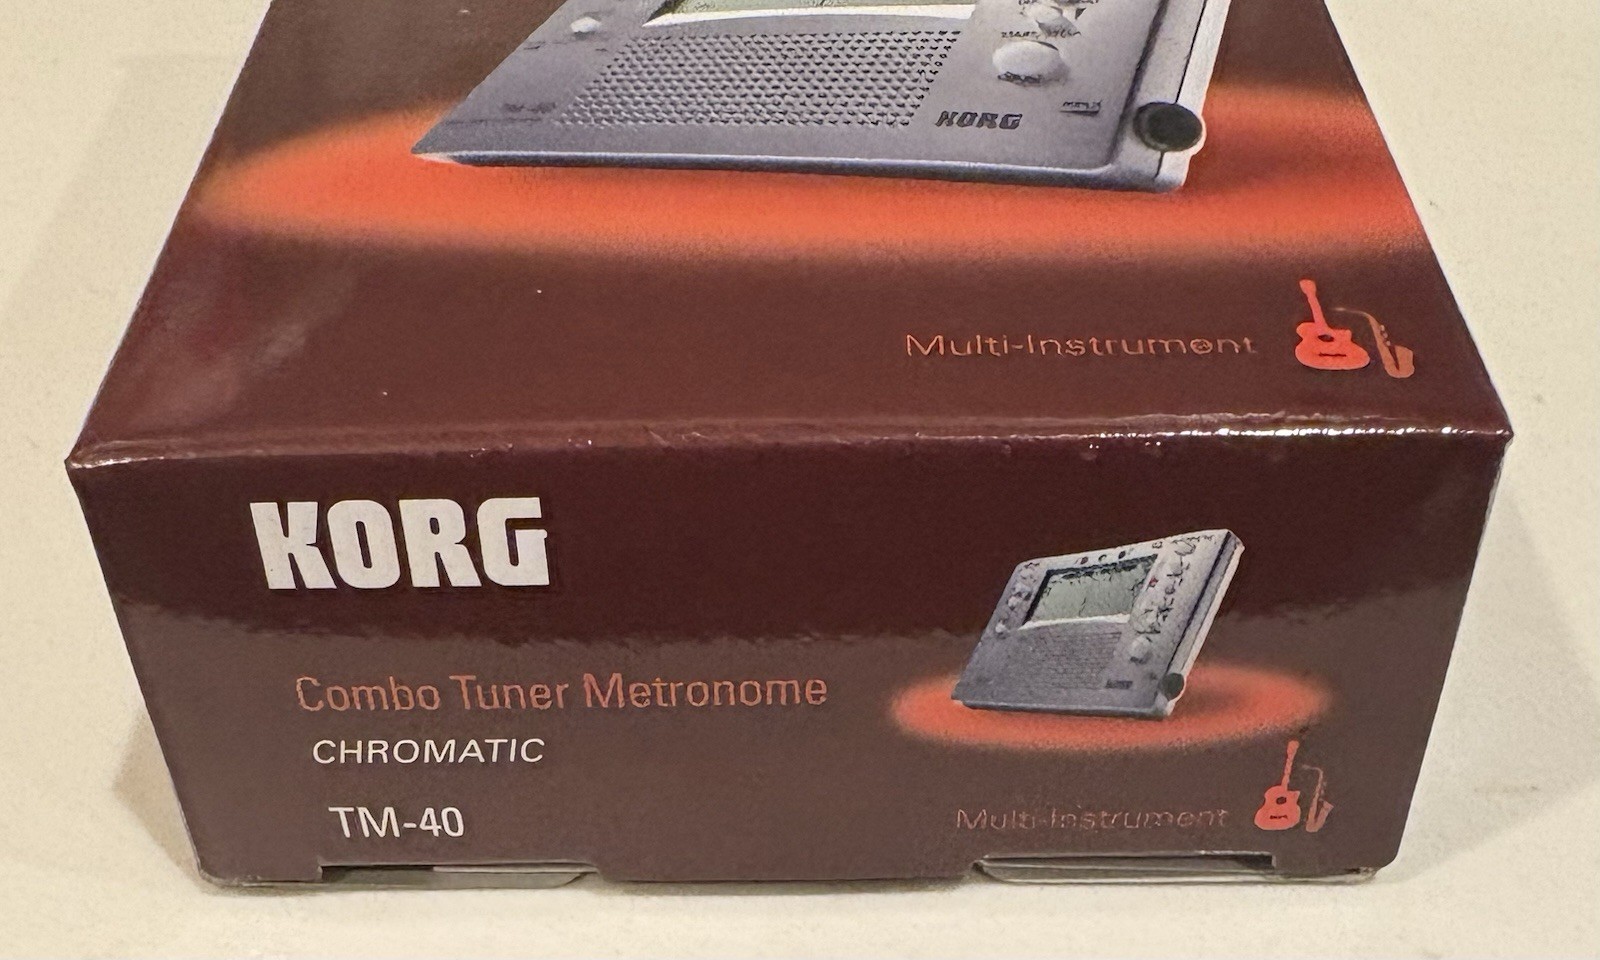 KORG
Multi-Instrument
KORG
Combo Tuner Metronome
CHROMATIC
TM-40
Multi-Instrument